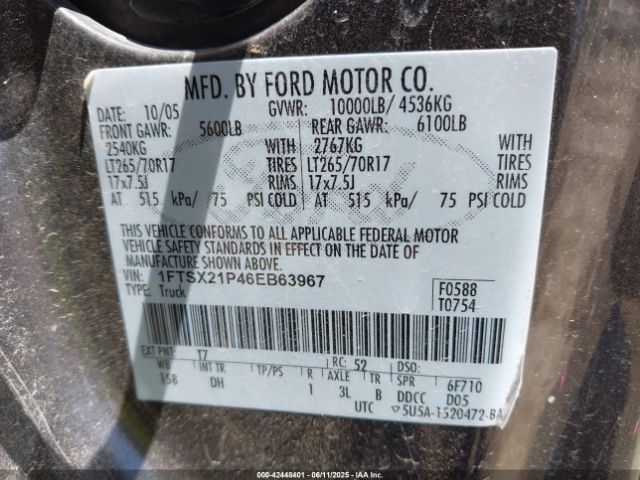 MFD. BY FORD MOTOR CO.
DATE: 10/05 GVWR: 10000LB/ 4536KG
FRONT GAWR: 5600LB REAR GAWR: 6100LB
2540KG WITH 2767KG WITH
LT265/70R17 TIRES LT265/70R17 TIRES
17x7.5J RIMS 17x7.5J RIMS
AT 515 kPa/ 75 PSI COLD AT 515 kPa/ 75 PSI COLD
THIS VEHICLE CONFORMS TO ALL APPLICABLE FEDERAL MOTOR
VEHICLE SAFETY STANDARDS IN EFFECT ON THE DATE OF
MANUFACTURE SHOWN ABOVE.
VIN: 1FTSX21P46EB63967 F0588
TYPE: Truck T0754
EXT PNT: T7 RC: 52 DSO:
WB INT TR TP/PS R AXLE TR SPR 6F710
158 DH 1 3L B DDCC D05
UTC ▽5U5A-1520472-BA
000-42448401 - 06/11/2025 - IAA Inc.